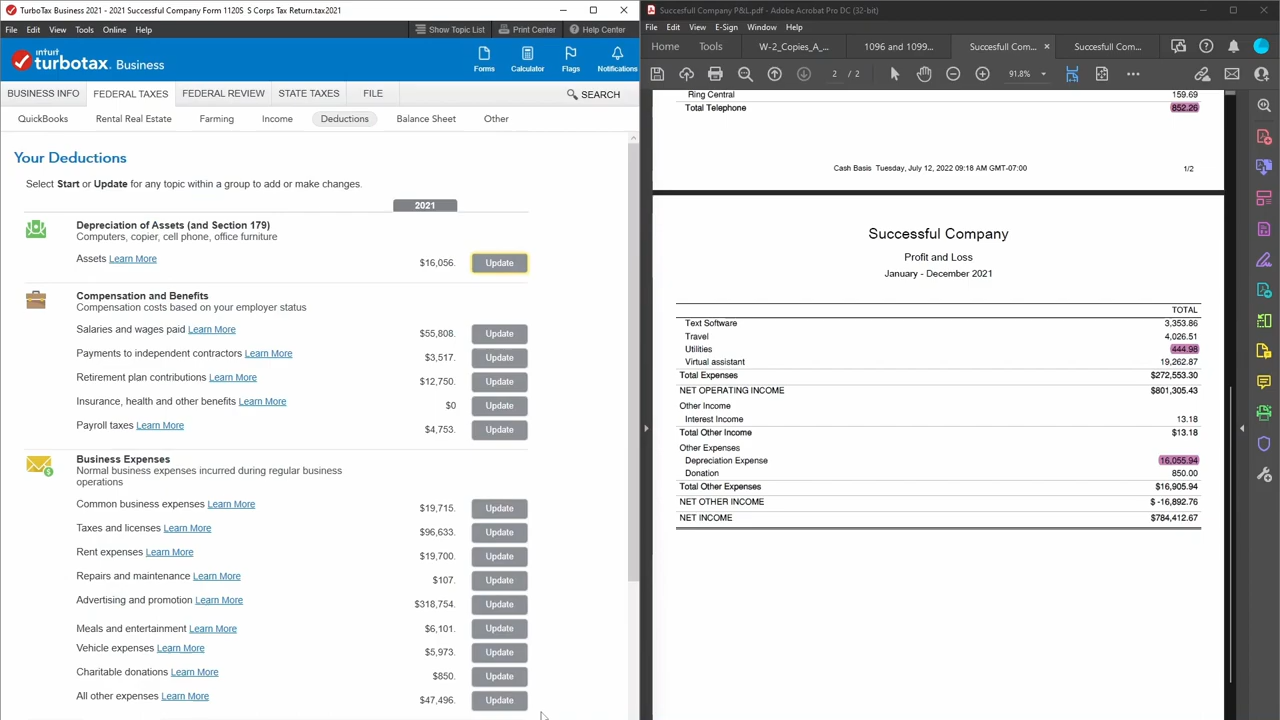 TurboTax Business 2021 - 2021 Successful Company Form 1120S S Corps Tax Return.tax2021
File Edit View Tools Online Help
Show Topic List Print Center Help Center
intuit
turbotax. Business
Forms Calculator Flags Notifications
BUSINESS INFO FEDERAL TAXES FEDERAL REVIEW STATE TAXES FILE SEARCH
QuickBooks Rental Real Estate Farming Income Deductions Balance Sheet Other
Your Deductions
Select Start or Update for any topic within a group to add or make changes.
2021
Depreciation of Assets (and Section 179)
Computers, copier, cell phone, office furniture
Assets Learn More $16,056. Update
Compensation and Benefits
Compensation costs based on your employer status
Salaries and wages paid Learn More $55,808. Update
Payments to independent contractors Learn More $3,517. Update
Retirement plan contributions Learn More $12,750. Update
Insurance, health and other benefits Learn More $0 Update
Payroll taxes Learn More $4,753. Update
Business Expenses
Normal business expenses incurred during regular business
operations
Common business expenses Learn More $19,715. Update
Taxes and licenses Learn More $96,633. Update
Rent expenses Learn More $19,700. Update
Repairs and maintenance Learn More $107. Update
Advertising and promotion Learn More $318,754. Update
Meals and entertainment Learn More $6,101. Update
Vehicle expenses Learn More $5,973. Update
Charitable donations Learn More $850. Update
All other expenses Learn More $47,496. Update
Succesfull Company P&L.pdf - Adobe Acrobat Pro DC (32-bit)
File Edit View E-Sign Window Help
Home Tools W-2_Copies_A_... 1096 and 1099... Succesful Com... × Succesful Com...
2 / 2 91.8%
Ring Central 159.69
Total Telephone 852.26
Cash Basis Tuesday, July 12, 2022 09:18 AM GMT-07:00 1/2
Successful Company
Profit and Loss
January - December 2021
TOTAL
Text Software 3,353.86
Travel 4,026.51
Utilities 444.98
Virtual assistant 19,262.87
Total Expenses $272,553.30
NET OPERATING INCOME $801,305.43
Other Income
Interest Income 13.18
Total Other Income $13.18
Other Expenses
Depreciation Expense 16,055.94
Donation 850.00
Total Other Expenses $16,905.94
NET OTHER INCOME $ -16,892.76
NET INCOME $784,412.67